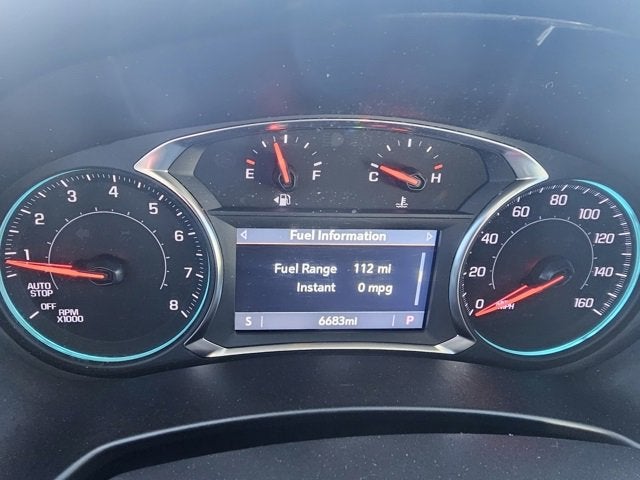 E F
C H
Fuel Information
Fuel Range 112 mi
Instant 0 mpg
S 6683mi P
1 2 3 4 5 6 7 8
AUTO
STOP
OFF
RPM
X1000
0 20 40 60 80 100 120 140 160
MPH